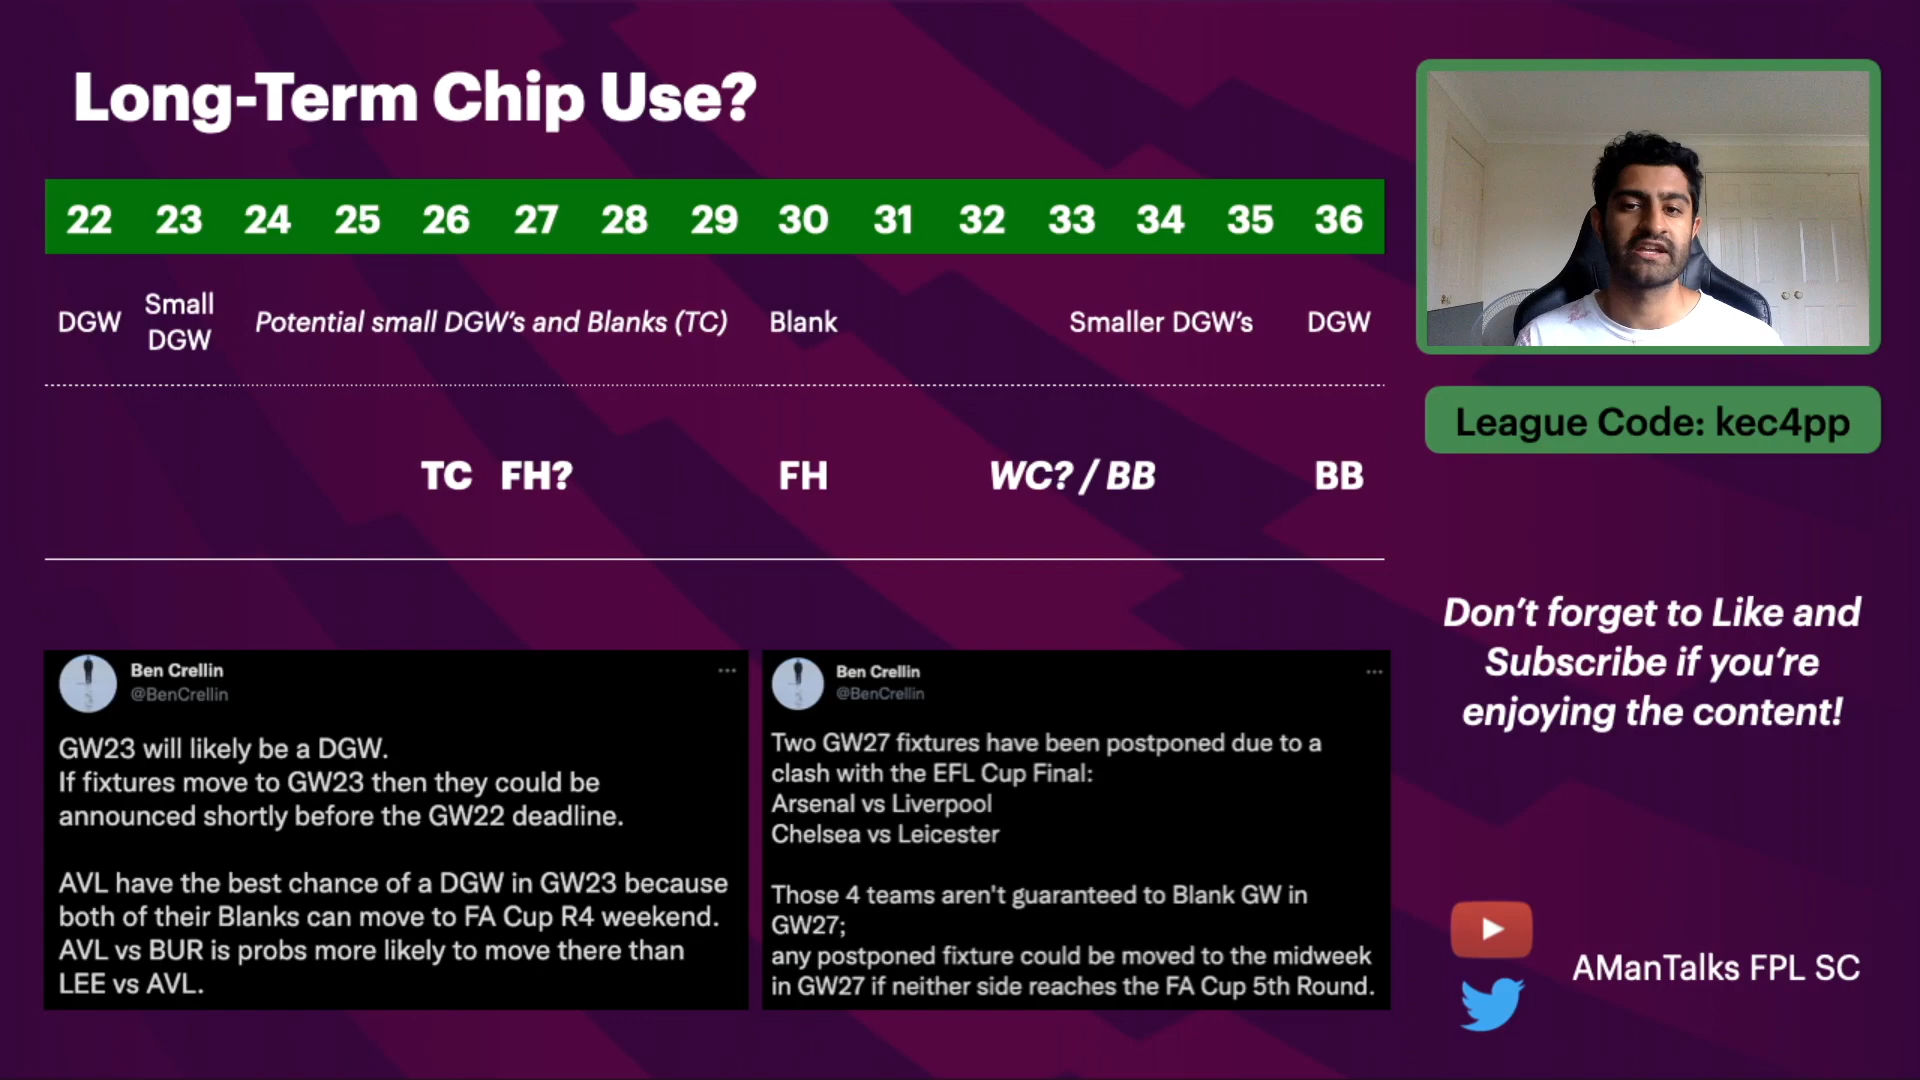 Long-Term Chip Use?
22 23 24 25 26 27 28 29 30 31 32 33 34 35 36
DGW Small DGW Potential small DGW's and Blanks (TC) Blank Smaller DGW's DGW
TC FH? FH WC? / BB BB
Ben Crellin
@BenCrellin
GW23 will likely be a DGW.
If fixtures move to GW23 then they could be
announced shortly before the GW22 deadline.
AVL have the best chance of a DGW in GW23 because
both of their Blanks can move to FA Cup R4 weekend.
AVL vs BUR is probs more likely to move there than
LEE vs AVL.
Ben Crellin
@BenCrellin
Two GW27 fixtures have been postponed due to a
clash with the EFL Cup Final:
Arsenal vs Liverpool
Chelsea vs Leicester
Those 4 teams aren't guaranteed to Blank GW in
GW27;
any postponed fixture could be moved to the midweek
in GW27 if neither side reaches the FA Cup 5th Round.
League Code: kec4pp
Don't forget to Like and
Subscribe if you're
enjoying the content!
AManTalks FPL SC